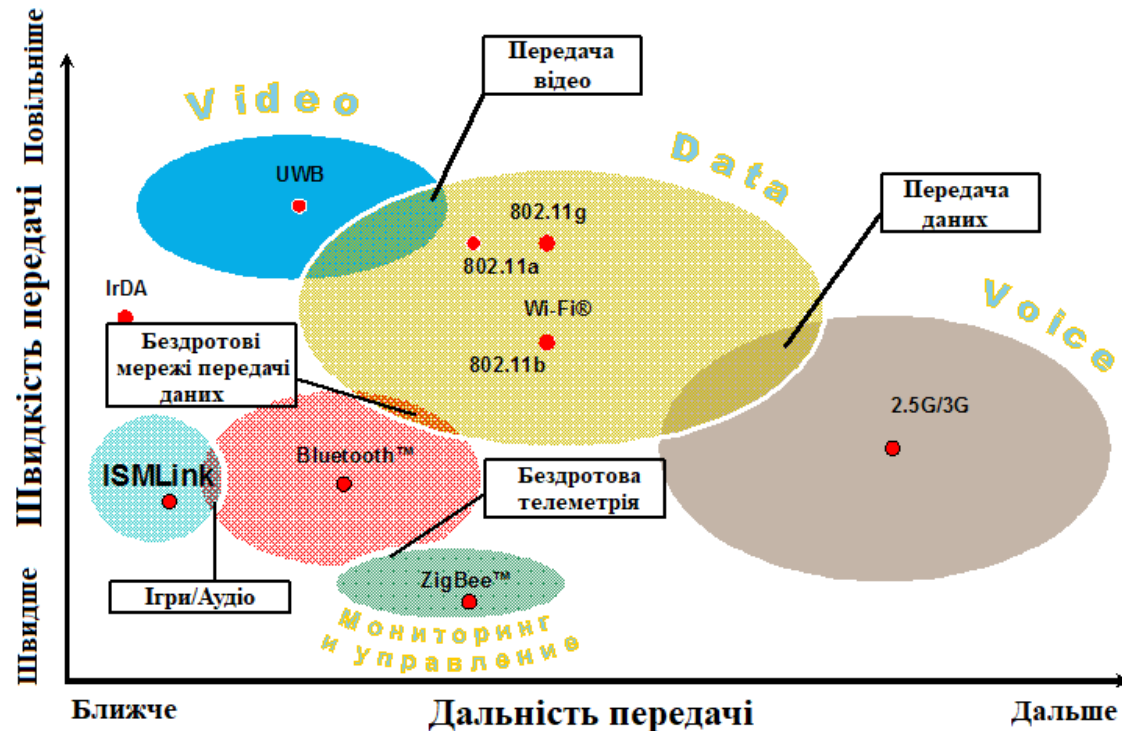 Передача
відео
Video
Data
UWB
802.11g
Передача
даних
802.11a
IrDA
Wi-Fi®
Voice
Бездротові
мережі передачі
даних
802.11b
2.5G/3G
Bluetooth™
ISMLink
Бездротова
телеметрія
Ігри/Аудіо
ZigBee™
Мониторинг
и управление
Швидкість передачі
Повільніше
Швидше
Ближче
Дальність передачі
Дальше